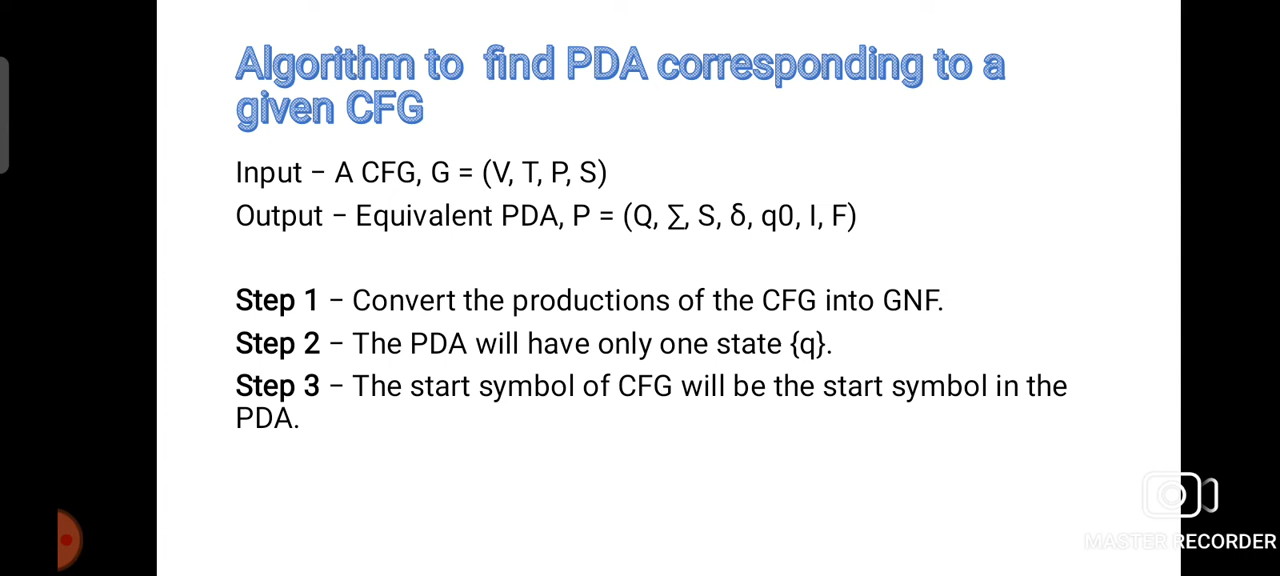 Algorithm to find PDA corresponding to a
given CFG
Input − A CFG, G = (V, T, P, S)
Output − Equivalent PDA, P = (Q, ∑, S, δ, q0, I, F)
Step 1 − Convert the productions of the CFG into GNF.
Step 2 − The PDA will have only one state {q}.
Step 3 − The start symbol of CFG will be the start symbol in the
PDA.
MASTER RECORDER